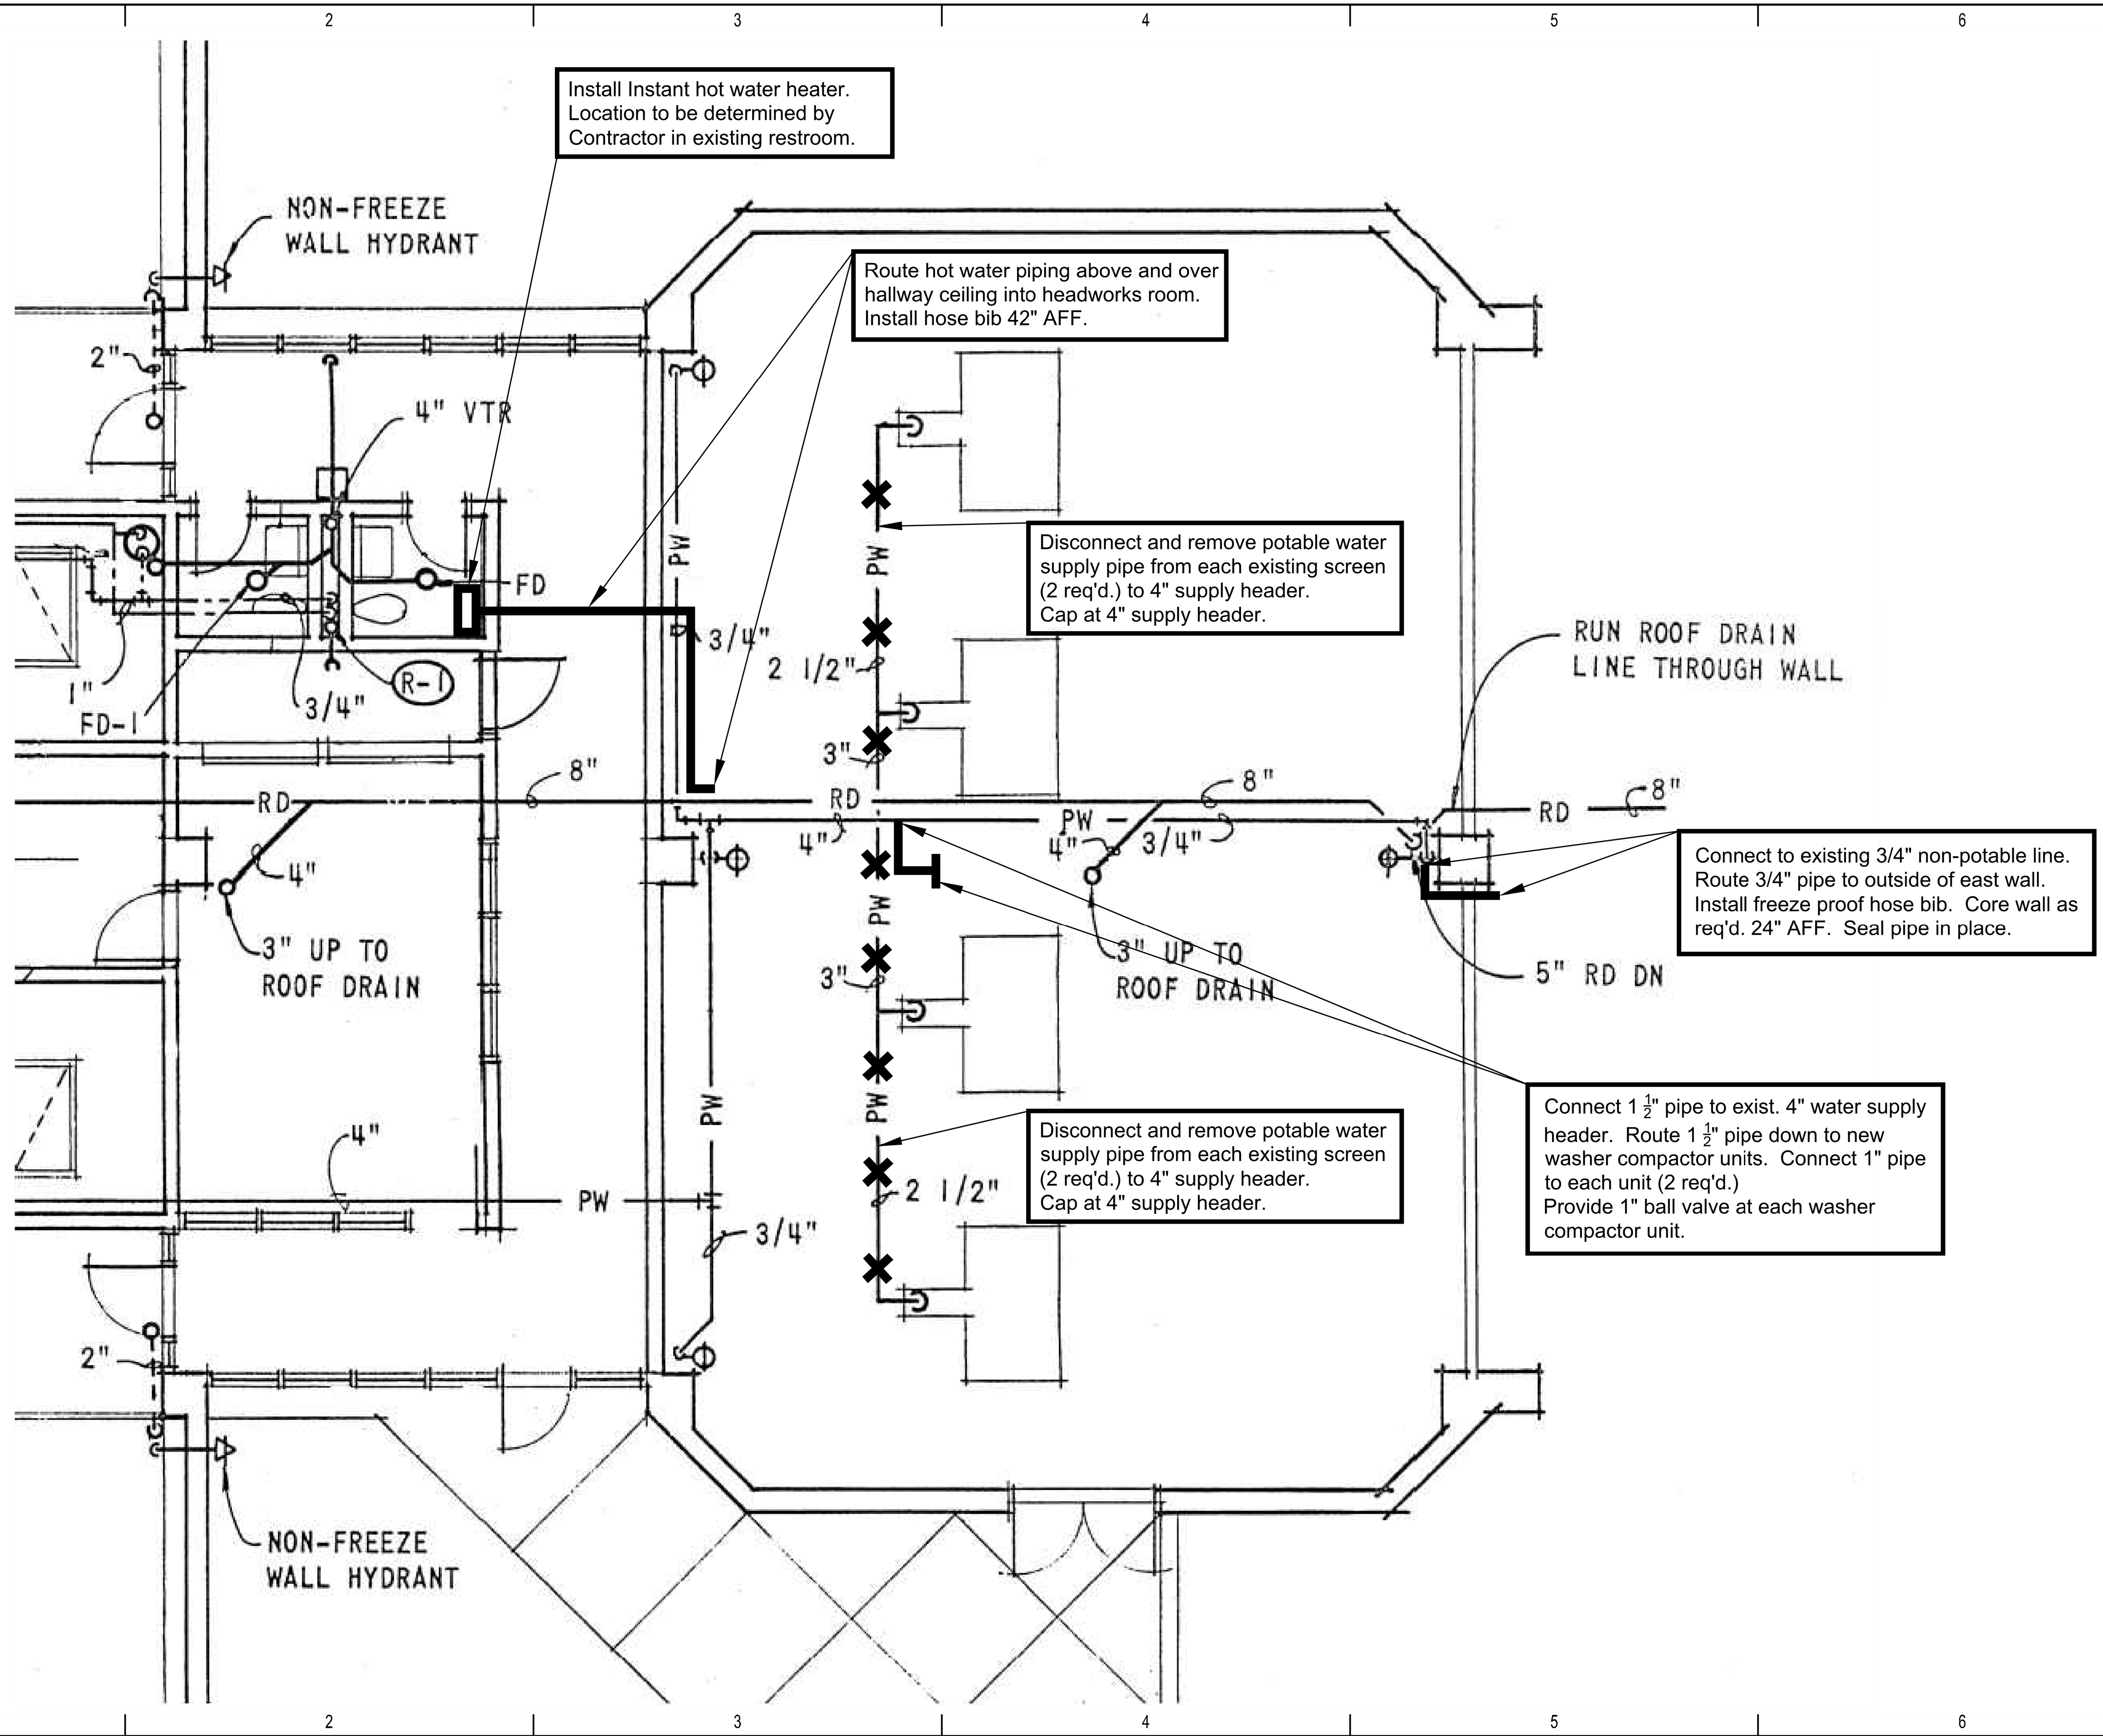 2
3
4
5
6
Install Instant hot water heater.
Location to be determined by
Contractor in existing restroom.
NON-FREEZE
WALL HYDRANT
Route hot water piping above and over
hallway ceiling into headworks room.
Install hose bib 42" AFF.
2"
4" VTR
PW
PW
Disconnect and remove potable water
supply pipe from each existing screen
(2 req'd.) to 4" supply header.
Cap at 4" supply header.
FD
3/4"
2 1/2"
RUN ROOF DRAIN
LINE THROUGH WALL
1"
R-1
3/4"
FD-1
3"
8"
8"
8"
RD
RD
RD
4"
PW
4"
3/4"
4"
Connect to existing 3/4" non-potable line.
Route 3/4" pipe to outside of east wall.
Install freeze proof hose bib.  Core wall as
req'd. 24" AFF.  Seal pipe in place.
PW
3" UP TO
ROOF DRAIN
3"
3" UP TO
ROOF DRAIN
5" RD DN
PW
PW
Disconnect and remove potable water
supply pipe from each existing screen
(2 req'd.) to 4" supply header.
Cap at 4" supply header.
Connect 1 1/2" pipe to exist. 4" water supply
header.  Route 1 1/2" pipe down to new
washer compactor units.  Connect 1" pipe
to each unit (2 req'd.)
Provide 1" ball valve at each washer
compactor unit.
4"
PW
2 1/2"
3/4"
2"
NON-FREEZE
WALL HYDRANT
2
3
4
5
6